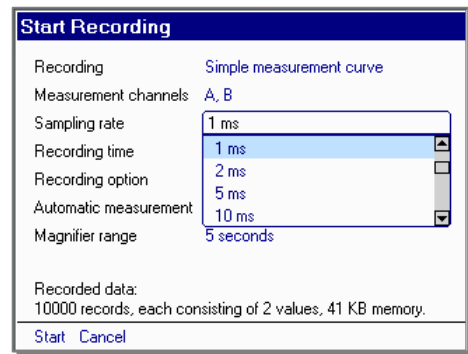 Start Recording
Recording Simple measurement curve
Measurement channels A, B
Sampling rate 1 ms
Recording time 1 ms
2 ms
Recording option 5 ms
Automatic measurement 10 ms
Magnifier range 5 seconds
Recorded data:
10000 records, each consisting of 2 values, 41 KB memory.
Start Cancel